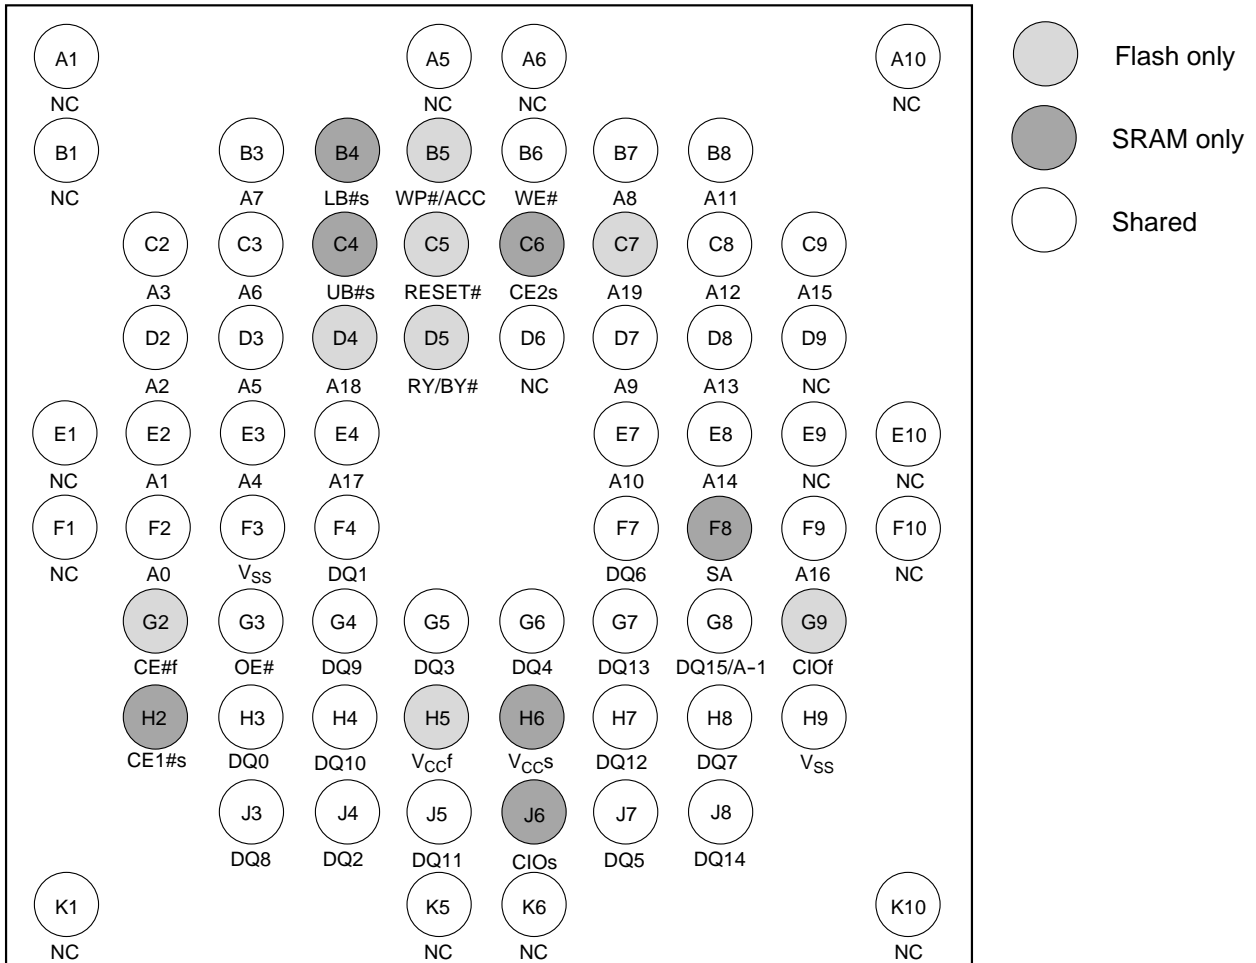 A1 A5 A6 A10 Flash only
NC NC NC NC
SRAM only
B1 B3 B4 B5 B6 B7 B8
NC A7 LB#s WP#/ACC WE# A8 A11
Shared
C2 C3 C4 C5 C6 C7 C8 C9
A3 A6 UB#s RESET# CE2s A19 A12 A15
D2 D3 D4 D5 D6 D7 D8 D9
A2 A5 A18 RY/BY# NC A9 A13 NC
E1 E2 E3 E4 E7 E8 E9 E10
NC A1 A4 A17 A10 A14 NC NC
F1 F2 F3 F4 F7 F8 F9 F10
NC A0 VSS DQ1 DQ6 SA A16 NC
G2 G3 G4 G5 G6 G7 G8 G9
CE#f OE# DQ9 DQ3 DQ4 DQ13 DQ15/A-1 CIOf
H2 H3 H4 H5 H6 H7 H8 H9
CE1#s DQ0 DQ10 VCCf VCCs DQ12 DQ7 VSS
J3 J4 J5 J6 J7 J8
DQ8 DQ2 DQ11 CIOs DQ5 DQ14
K1 K5 K6 K10
NC NC NC NC